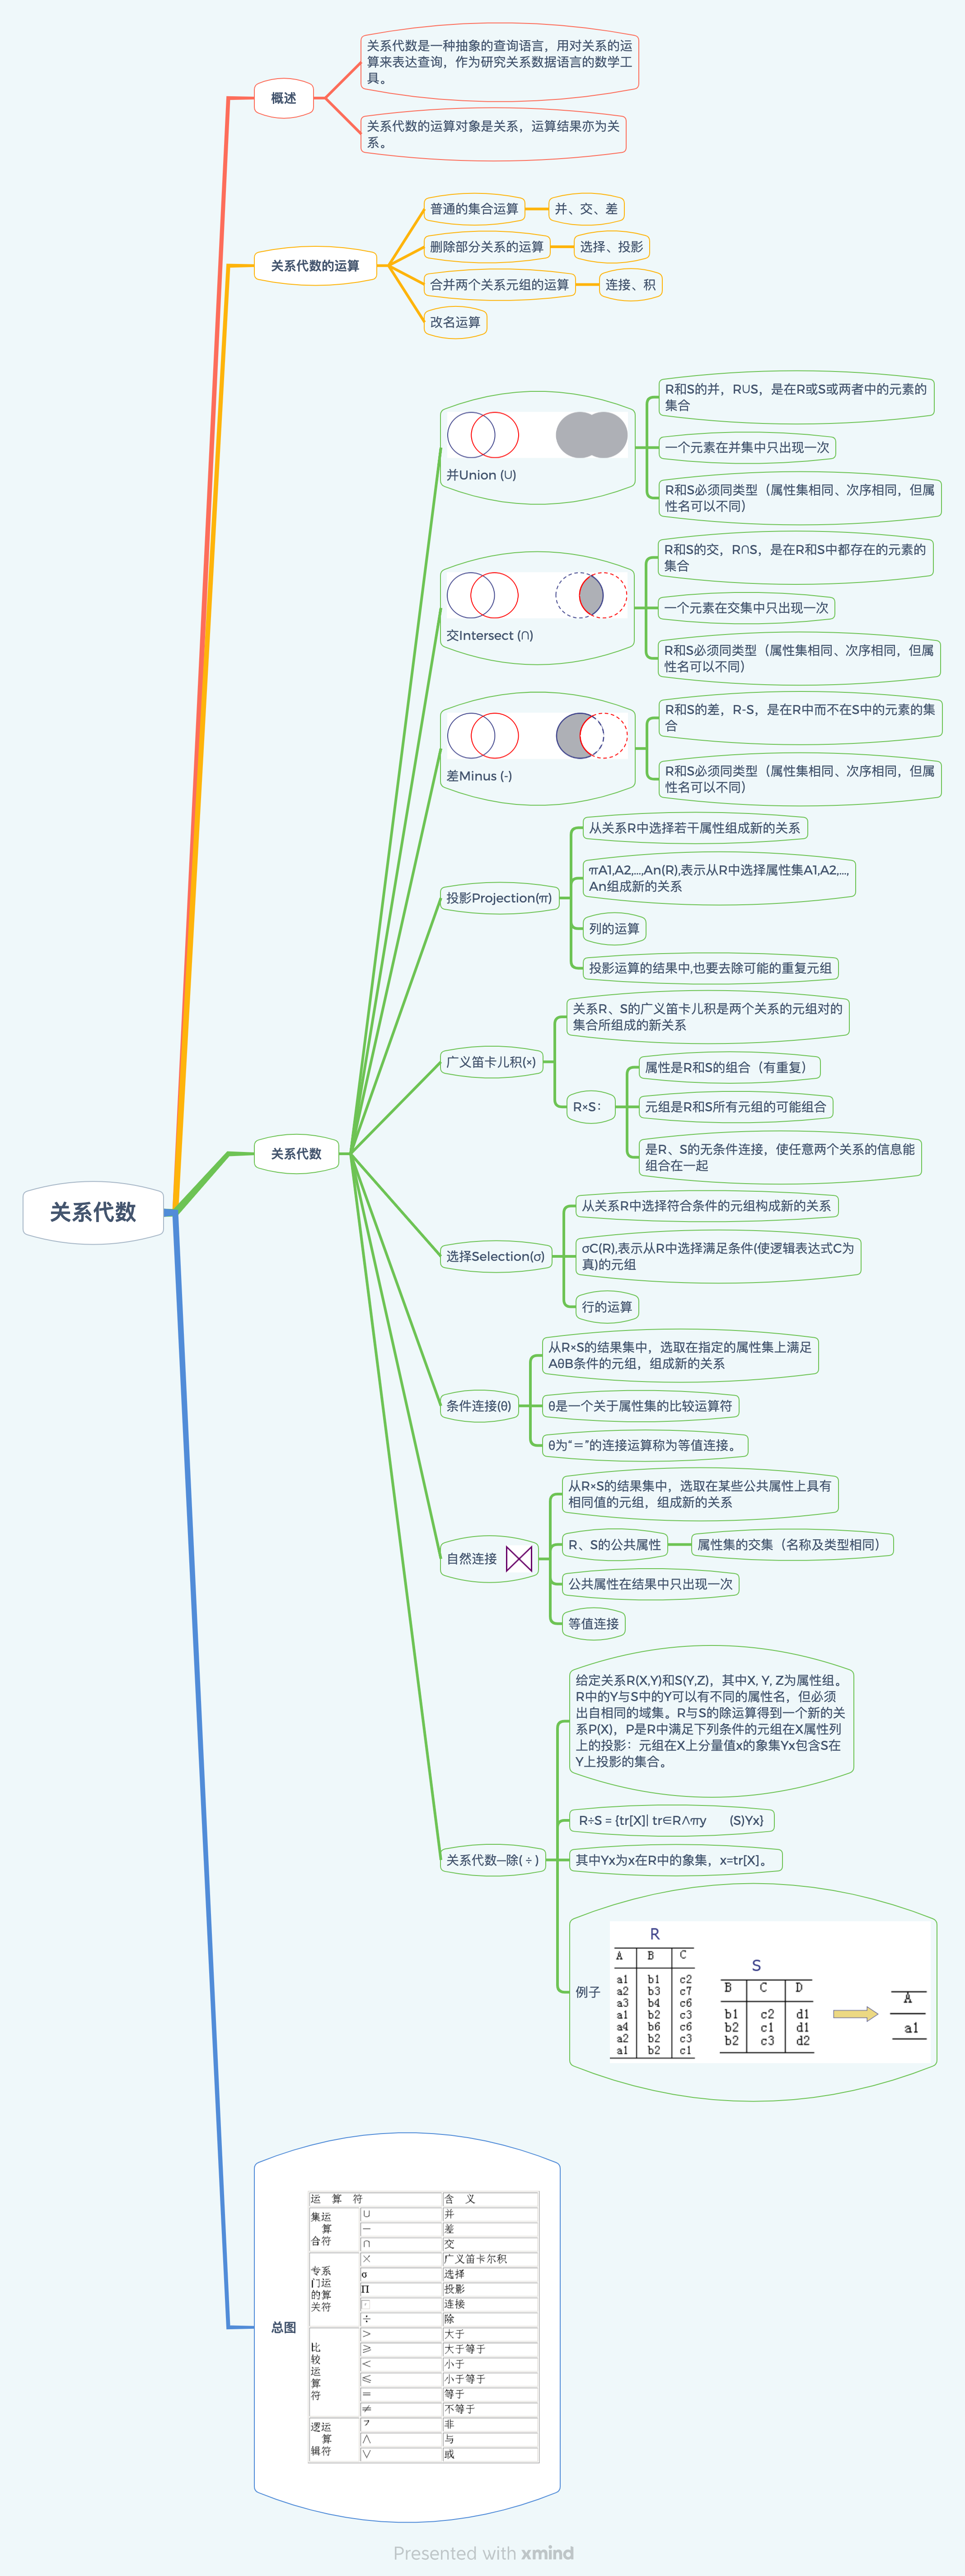 关系代数
概述
关系代数是一种抽象的查询语言，用对关系的运
算来表达查询，作为研究关系数据语言的数学工
具。
关系代数的运算对象是关系，运算结果亦为关
系。
关系代数的运算
普通的集合运算
并、交、差
删除部分关系的运算
选择、投影
合并两个关系元组的运算
连接、积
改名运算
关系代数
并Union (∪)
R和S的并，R∪S，是在R或S或两者中的元素的
集合
一个元素在并集中只出现一次
R和S必须同类型（属性集相同、次序相同，但属
性名可以不同）
交Intersect (∩)
R和S的交，R∩S，是在R和S中都存在的元素的
集合
一个元素在交集中只出现一次
R和S必须同类型（属性集相同、次序相同，但属
性名可以不同）
差Minus (-)
R和S的差，R-S，是在R中而不在S中的元素的集
合
R和S必须同类型（属性集相同、次序相同，但属
性名可以不同）
投影Projection(π)
从关系R中选择若干属性组成新的关系
πA1,A2,...,An(R),表示从R中选择属性集A1,A2,...,
An组成新的关系
列的运算
投影运算的结果中,也要去除可能的重复元组
广义笛卡儿积(×)
关系R、S的广义笛卡儿积是两个关系的元组对的
集合所组成的新关系
R×S：
属性是R和S的组合（有重复）
元组是R和S所有元组的可能组合
是R、S的无条件连接，使任意两个关系的信息能
组合在一起
选择Selection(σ)
从关系R中选择符合条件的元组构成新的关系
σC(R),表示从R中选择满足条件(使逻辑表达式C为
真)的元组
行的运算
条件连接(θ)
从R×S的结果集中，选取在指定的属性集上满足
AθB条件的元组，组成新的关系
θ是一个关于属性集的比较运算符
θ为“＝”的连接运算称为等值连接。
自然连接
从R×S的结果集中，选取在某些公共属性上具有
相同值的元组，组成新的关系
R、S的公共属性
属性集的交集（名称及类型相同）
公共属性在结果中只出现一次
等值连接
关系代数—除( ÷ )
给定关系R(X,Y)和S(Y,Z)，其中X, Y, Z为属性组。
R中的Y与S中的Y可以有不同的属性名，但必须
出自相同的域集。R与S的除运算得到一个新的关
系P(X)，P是R中满足下列条件的元组在X属性列
上的投影：元组在X上分量值x的象集Yx包含S在
Y上投影的集合。
R÷S = {tr[X]| tr∈R∧πy (S)Yx}
其中Yx为x在R中的象集，x=tr[X]。
例子
R
A B C
a1 b1 c2
a2 b3 c7
a3 b4 c6
a1 b2 c3
a4 b6 c6
a2 b2 c3
a1 b2 c1
S
B C D
b1 c2 d1
b2 c1 d1
b2 c3 d2
A
a1
总图
运 算 符 含 义
集运
算
合符
∪ 并
－ 差
∩ 交
专系
门运
的算
关符
× 广义笛卡尔积
σ 选择
Π 投影
连接
÷ 除
比
较
运
算
符
＞ 大于
≥ 大于等于
＜ 小于
≤ 小于等于
＝ 等于
≠ 不等于
逻运
算
辑符
非
∧ 与
∨ 或
Presented with xmind